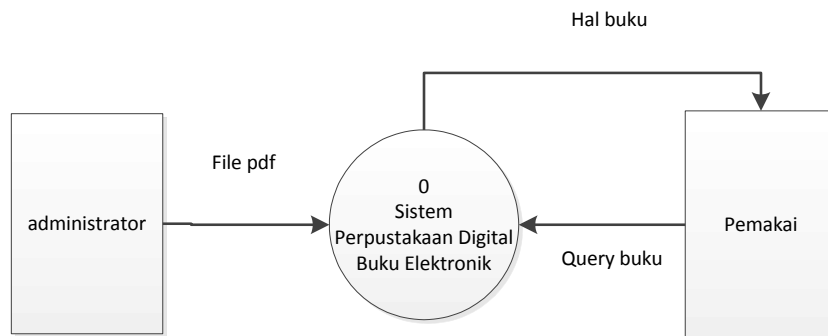 Hal buku
File pdf
administrator
0
Sistem
Perpustakaan Digital
Buku Elektronik
Pemakai
Query buku